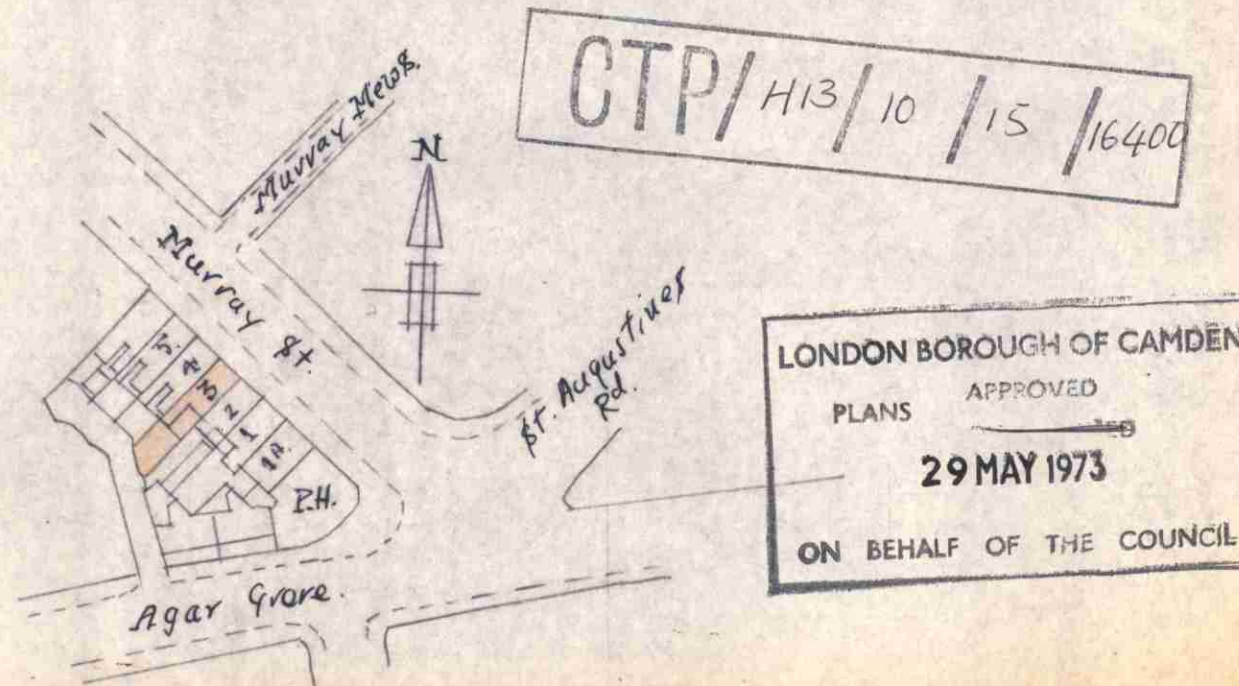 CTP/ H13/ 10 /15 /16400
Murray Mews.
N
Murray St.
St. Augustines
Rd.
5.
4
3
2
1
1A.
P.H.
Agar Grove.
LONDON BOROUGH OF CAMDEN
APPROVED
PLANS
29 MAY 1973
ON BEHALF OF THE COUNCIL